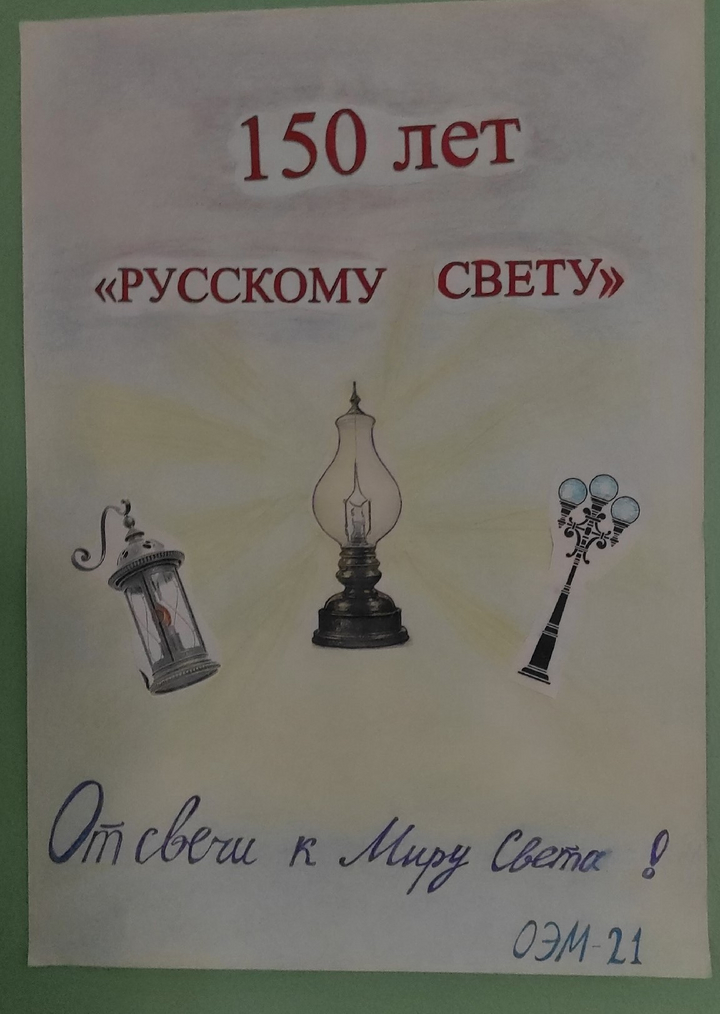 150 лет
«РУССКОМУ СВЕТУ»
От свечи к Миру Света !
ОЭМ-21